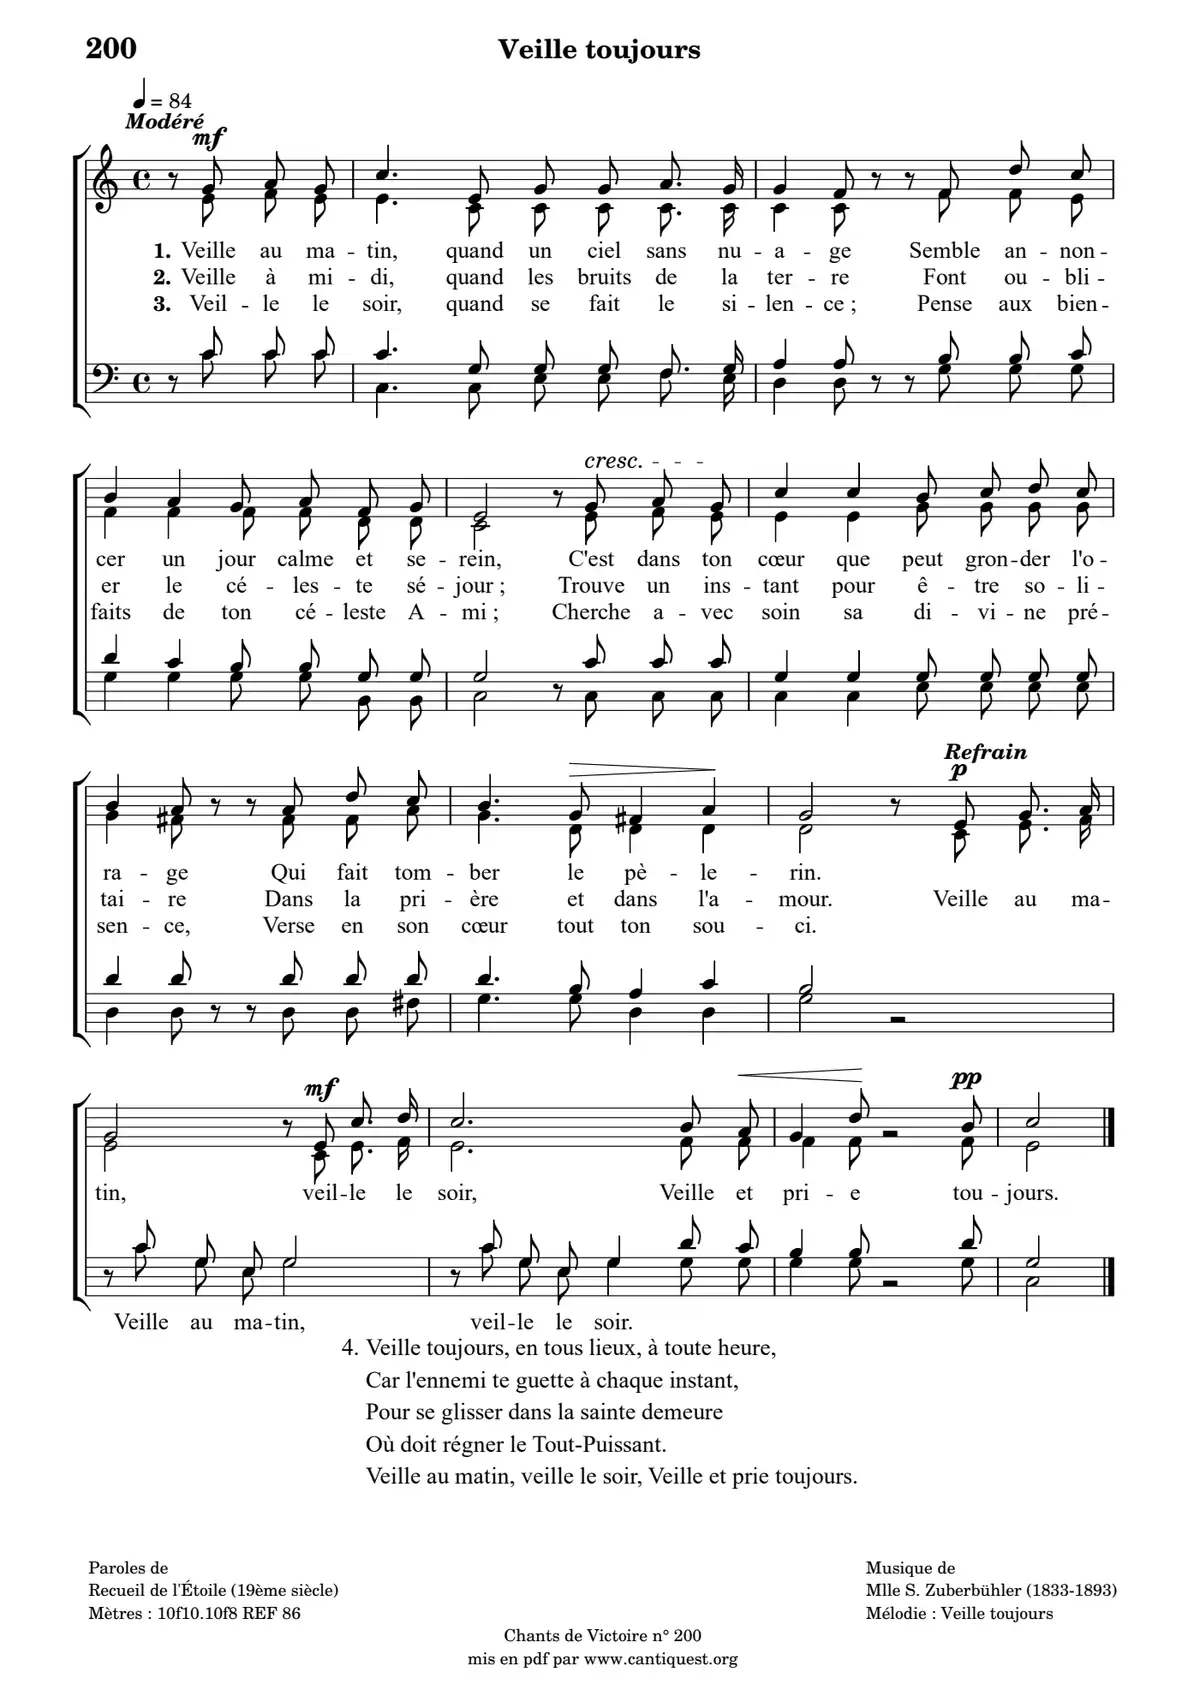 200
Veille toujours
= 84
Modéré
mf
1. Veille au ma - tin, quand un ciel sans nu - a - ge Semble an - non -
2. Veille à mi - di, quand les bruits de la ter - re Font ou - bli -
3. Veil - le le soir, quand se fait le si - len - ce ; Pense aux bien -
cresc. - - -
cer un jour calme et se - rein, C'est dans ton cœur que peut gron - der l'o -
er le cé - les - te sé - jour ; Trouve un ins - tant pour ê - tre so - li -
faits de ton cé - leste A - mi ; Cherche a - vec soin sa di - vi - ne pré -
Refrain
p
ra - ge Qui fait tom - ber le pè - le - rin.
tai - re Dans la pri - ère et dans l'a - mour. Veille au ma -
sen - ce, Verse en son cœur tout ton sou - ci.
mf
pp
tin, veil - le le soir, Veille et pri - e tou - jours.
Veille au ma - tin, veil - le le soir.
4. Veille toujours, en tous lieux, à toute heure,
Car l'ennemi te guette à chaque instant,
Pour se glisser dans la sainte demeure
Où doit régner le Tout-Puissant.
Veille au matin, veille le soir, Veille et prie toujours.
Paroles de
Recueil de l'Étoile (19ème siècle)
Mètres : 10f10.10f8 REF 86
Musique de
Mlle S. Zuberbühler (1833-1893)
Mélodie : Veille toujours
Chants de Victoire n° 200
mis en pdf par www.cantiquest.org